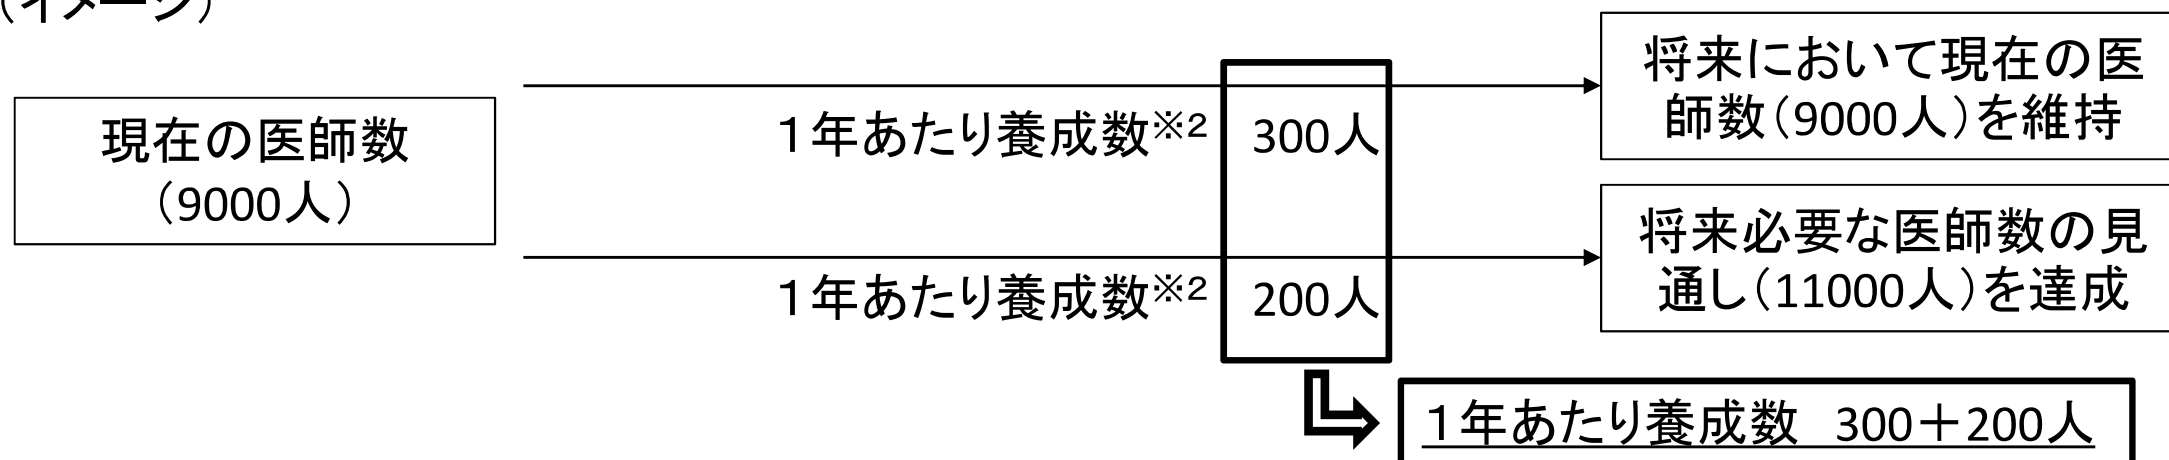 (イメージ)
現在の医師数
(9000人)
1年あたり養成数※2 300人
将来において現在の医
師数(9000人)を維持
1年あたり養成数※2 200人
将来必要な医師数の見
通し(11000人)を達成
1年あたり養成数 300+200人